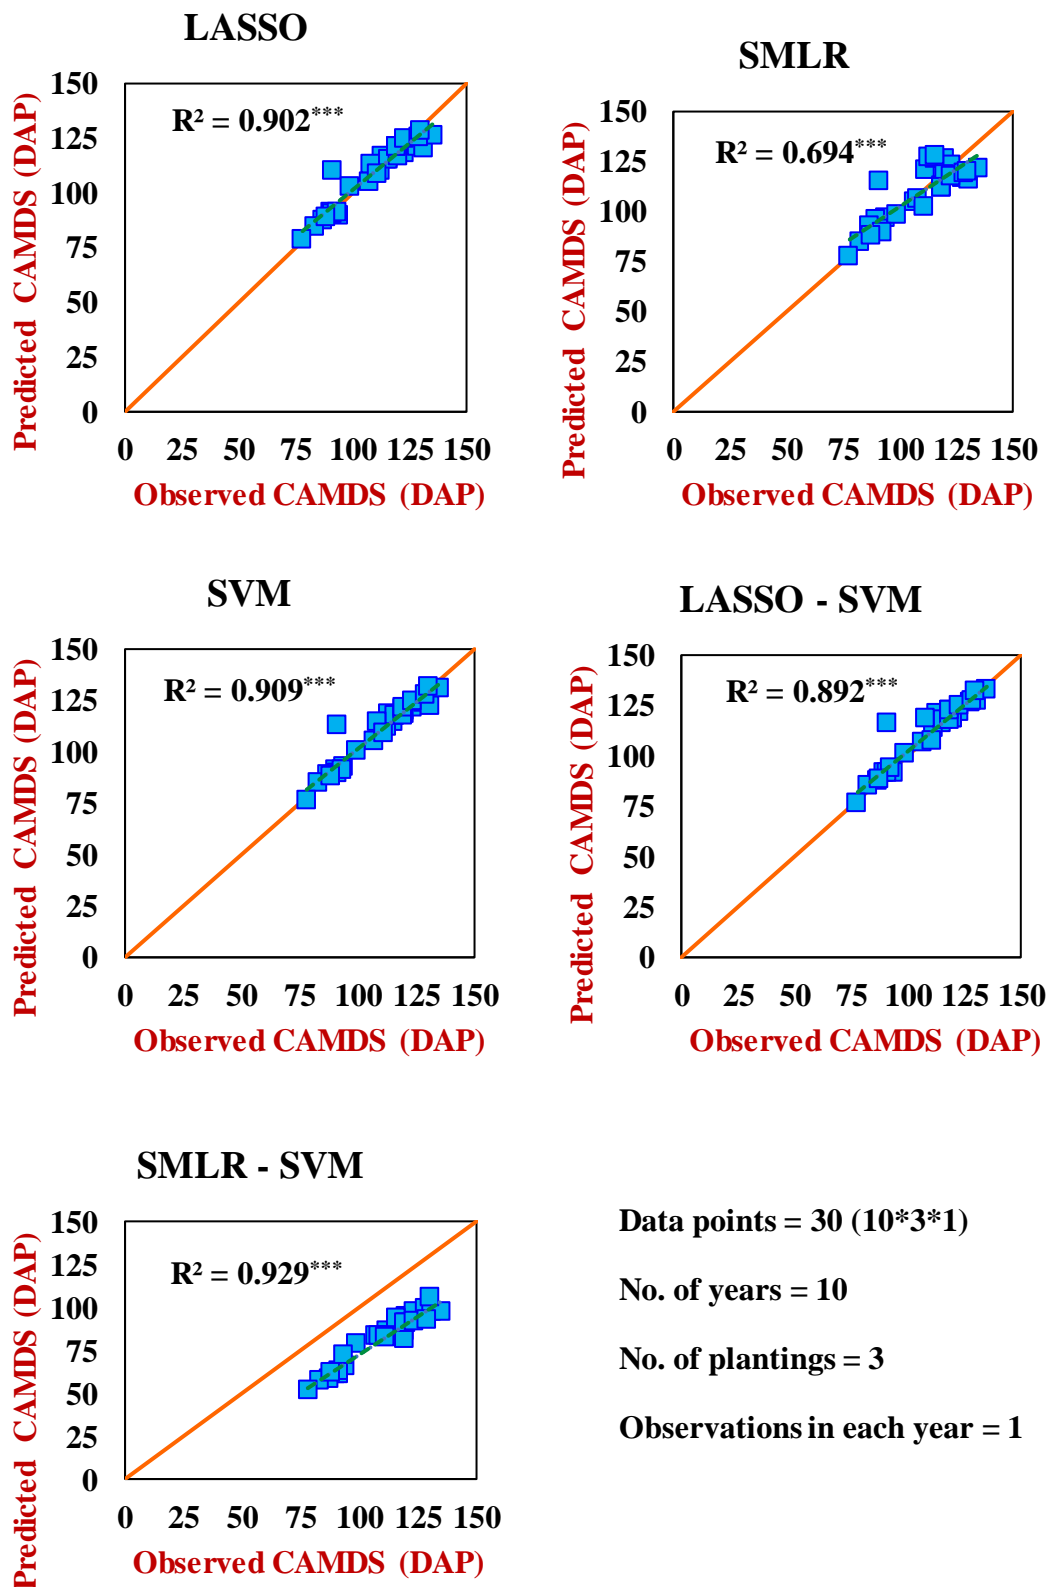 LASSO
Predicted CAMDS (DAP)
R² = 0.902***
150
125
100
75
50
25
0
0 25 50 75 100 125 150
Observed CAMDS (DAP)
SMLR
Predicted CAMDS (DAP)
R² = 0.694***
150
125
100
75
50
25
0
0 25 50 75 100 125 150
Observed CAMDS (DAP)
SVM
Predicted CAMDS (DAP)
R² = 0.909***
150
125
100
75
50
25
0
0 25 50 75 100 125 150
Observed CAMDS (DAP)
LASSO - SVM
Predicted CAMDS (DAP)
R² = 0.892***
150
125
100
75
50
25
0
0 25 50 75 100 125 150
Observed CAMDS (DAP)
SMLR - SVM
Predicted CAMDS (DAP)
R² = 0.929***
150
125
100
75
50
25
0
0 25 50 75 100 125 150
Observed CAMDS (DAP)
Data points = 30 (10*3*1)
No. of years = 10
No. of plantings = 3
Observations in each year = 1